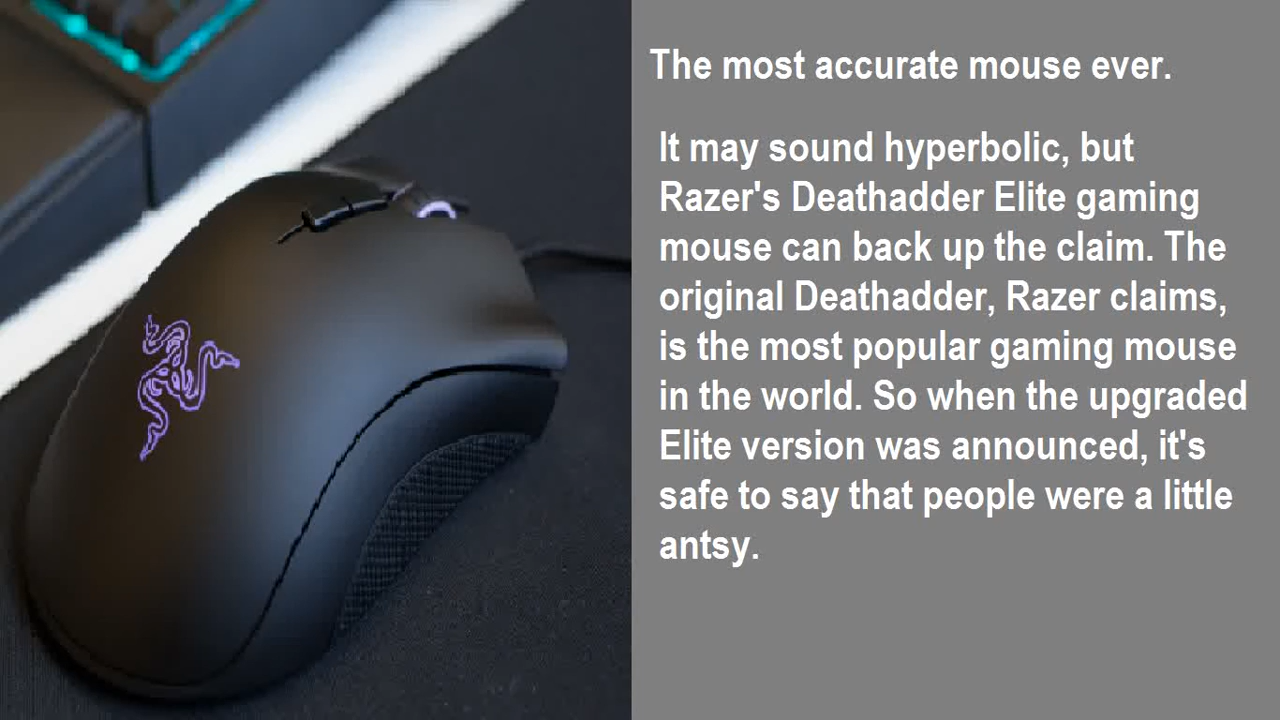 The most accurate mouse ever.
It may sound hyperbolic, but
Razer's Deathadder Elite gaming
mouse can back up the claim. The
original Deathadder, Razer claims,
is the most popular gaming mouse
in the world. So when the upgraded
Elite version was announced, it's
safe to say that people were a little
antsy.